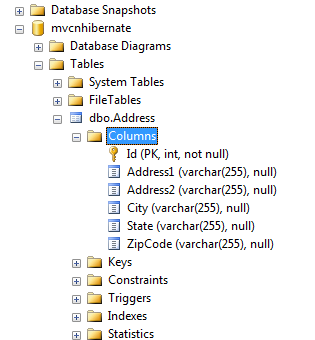 Database Snapshots
mvcnhibernate
Database Diagrams
Tables
System Tables
FileTables
dbo.Address
Columns
Id (PK, int, not null)
Address1 (varchar(255), null)
Address2 (varchar(255), null)
City (varchar(255), null)
State (varchar(255), null)
ZipCode (varchar(255), null)
Keys
Constraints
Triggers
Indexes
Statistics